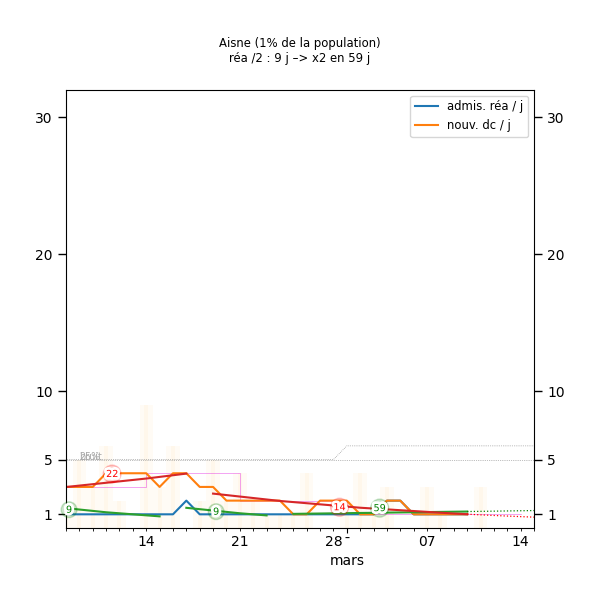 Aisne (1% de la population)
réa /2 : 9 j –> x2 en 59 j
admis. réa / j
nouv. dc / j
30 30
20 20
10 10
5 5
22
9 9 14 59
1 1
14 21 28 07 14
mars